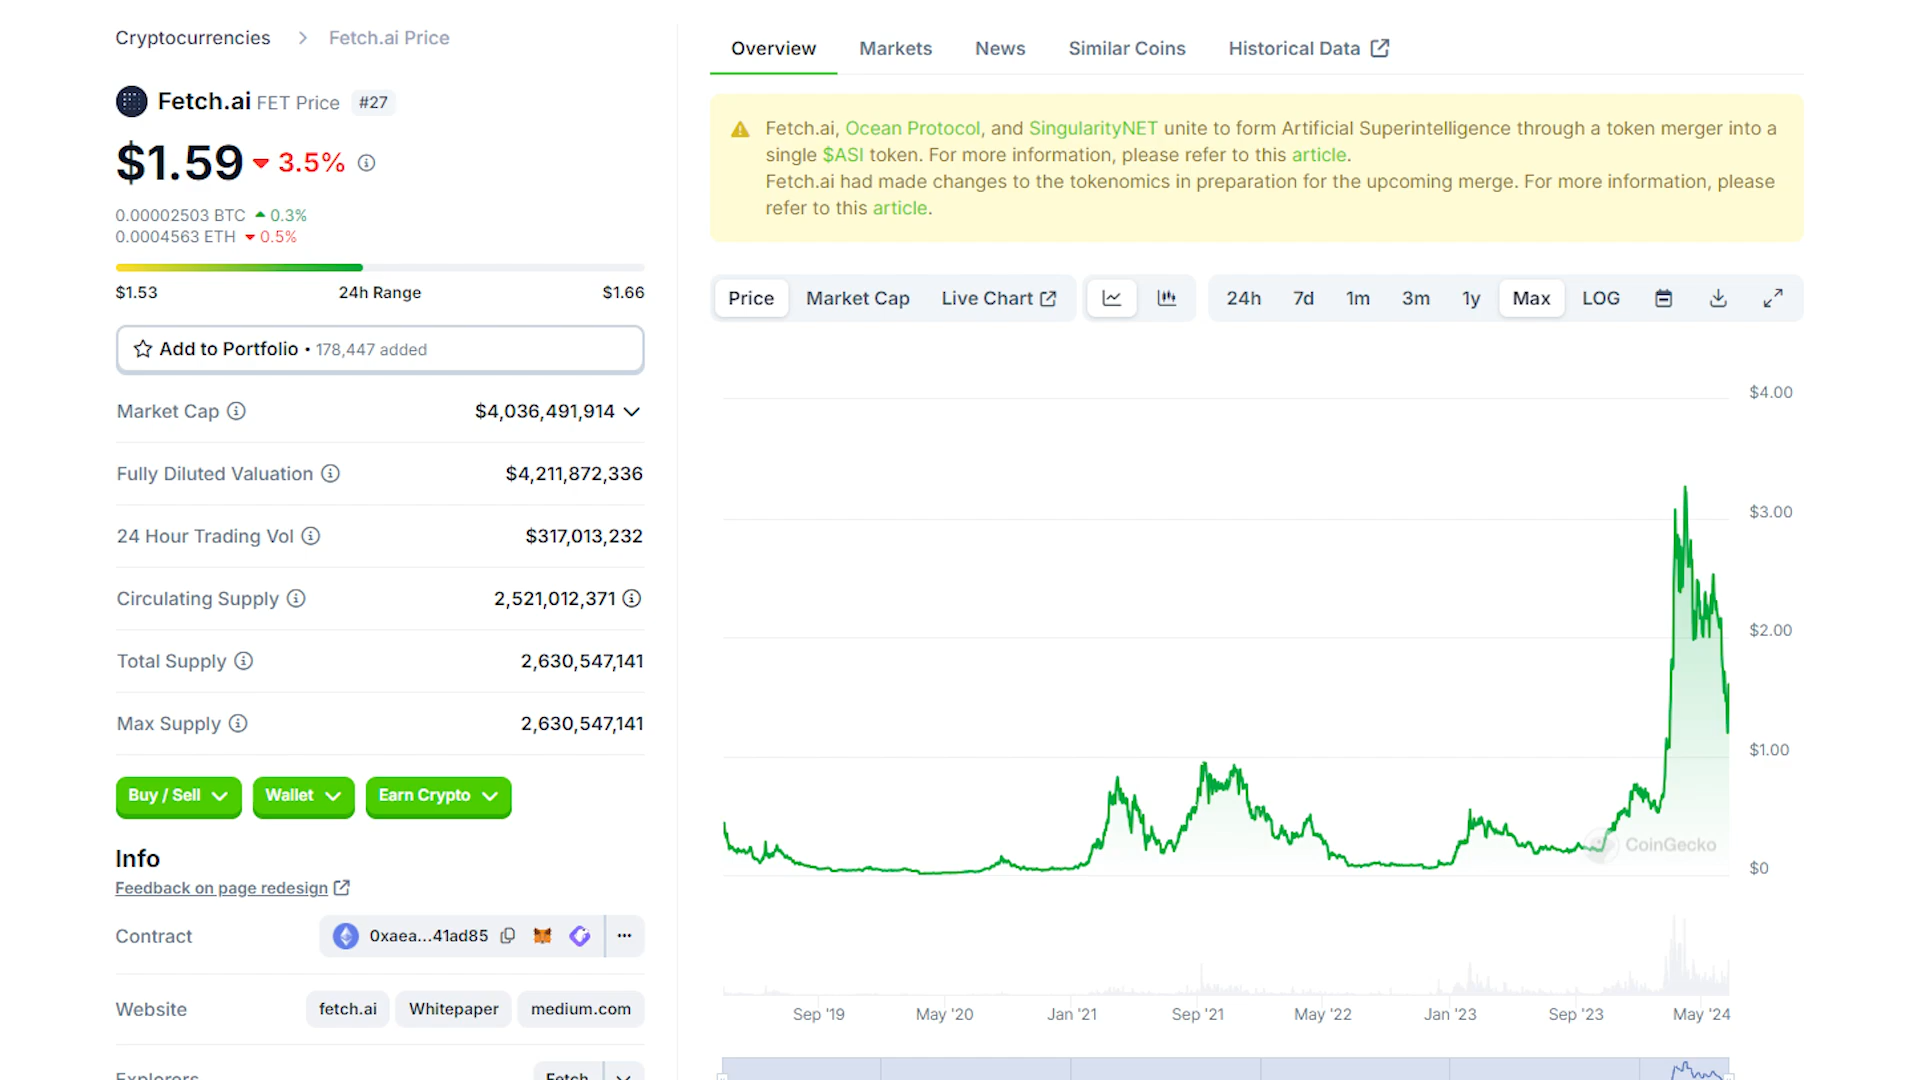 Cryptocurrencies
Fetch.ai Price
Fetch.ai FET Price #27
$1.59 3.5%
0.00002503 BTC 0.3%
0.0004563 ETH 0.5%
$1.53 24h Range $1.66
Add to Portfolio • 178,447 added
Market Cap $4,036,491,914
Fully Diluted Valuation $4,211,872,336
24 Hour Trading Vol $317,013,232
Circulating Supply 2,521,012,371
Total Supply 2,630,547,141
Max Supply 2,630,547,141
Buy / Sell Wallet Earn Crypto
Info
Feedback on page redesign
Contract 0xaea...41ad85 ...
Website fetch.ai Whitepaper medium.com
Explorers Fetch
Overview Markets News Similar Coins Historical Data
Fetch.ai, Ocean Protocol, and SingularityNET unite to form Artificial Superintelligence through a token merger into a
single $ASI token. For more information, please refer to this article.
Fetch.ai had made changes to the tokenomics in preparation for the upcoming merge. For more information, please
refer to this article.
Price Market Cap Live Chart 24h 7d 1m 3m 1y Max LOG
$4.00
$3.00
$2.00
$1.00
$0
CoinGecko
Sep '19 May '20 Jan '21 Sep '21 May '22 Jan '23 Sep '23 May '24